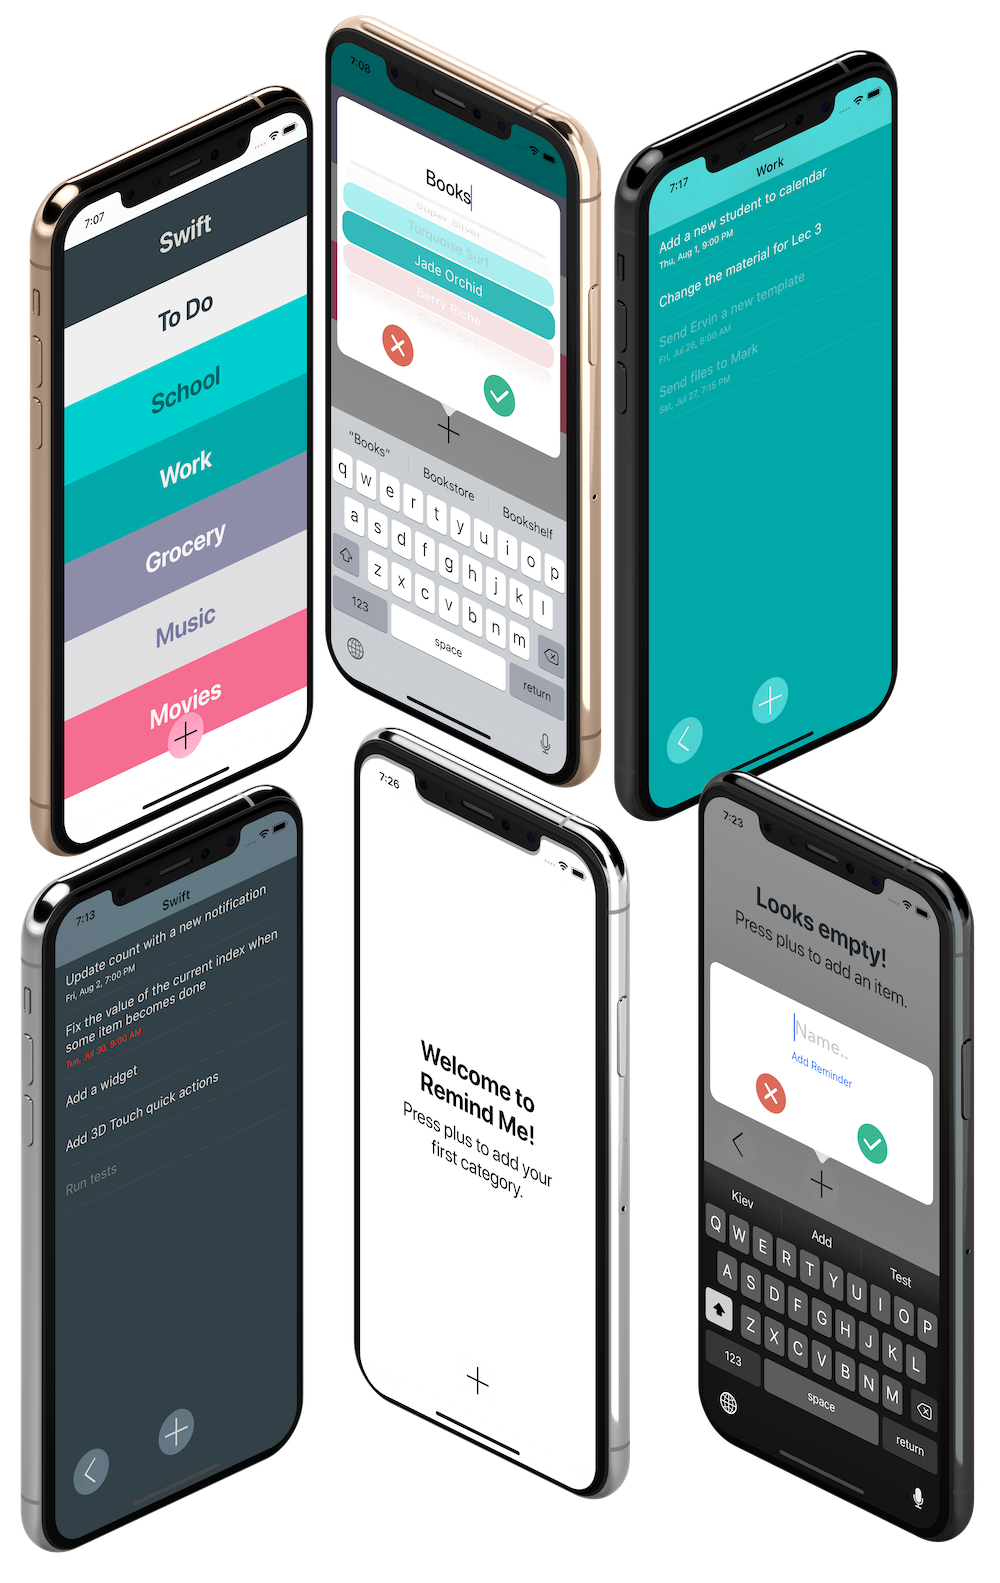 7:07
Swift
To Do
School
Work
Grocery
Music
Movies
7:08
Books
Super Silver
Turquoise Surf
Jade Orchid
Berry Riche
"Books"
Bookstore
Bookshelf
q w e r t y u i o p
a s d f g h j k l
z x c v b n m
123
space
return
7:17
Work
Add a new student to calendar
Thu, Aug 1, 9:00 PM
Change the material for Lec 3
Send Ervin a new template
Fri, Jul 26, 8:00 AM
Send files to Mark
Sat, Jul 27, 7:15 PM
7:13
Swift
Update count with a new notification
Fri, Aug 2, 7:00 PM
Fix the value of the current index when
some item becomes done
Tue, Jul 30, 9:00 AM
Add a widget
Add 3D Touch quick actions
Run tests
7:26
Welcome to
Remind Me!
Press plus to add your
first category.
7:23
Looks empty!
Press plus to add an item.
Name..
Add Reminder
Kiev
Add
Test
Q W E R T Y U I O P
A S D F G H J K L
Z X C V B N M
123
space
return